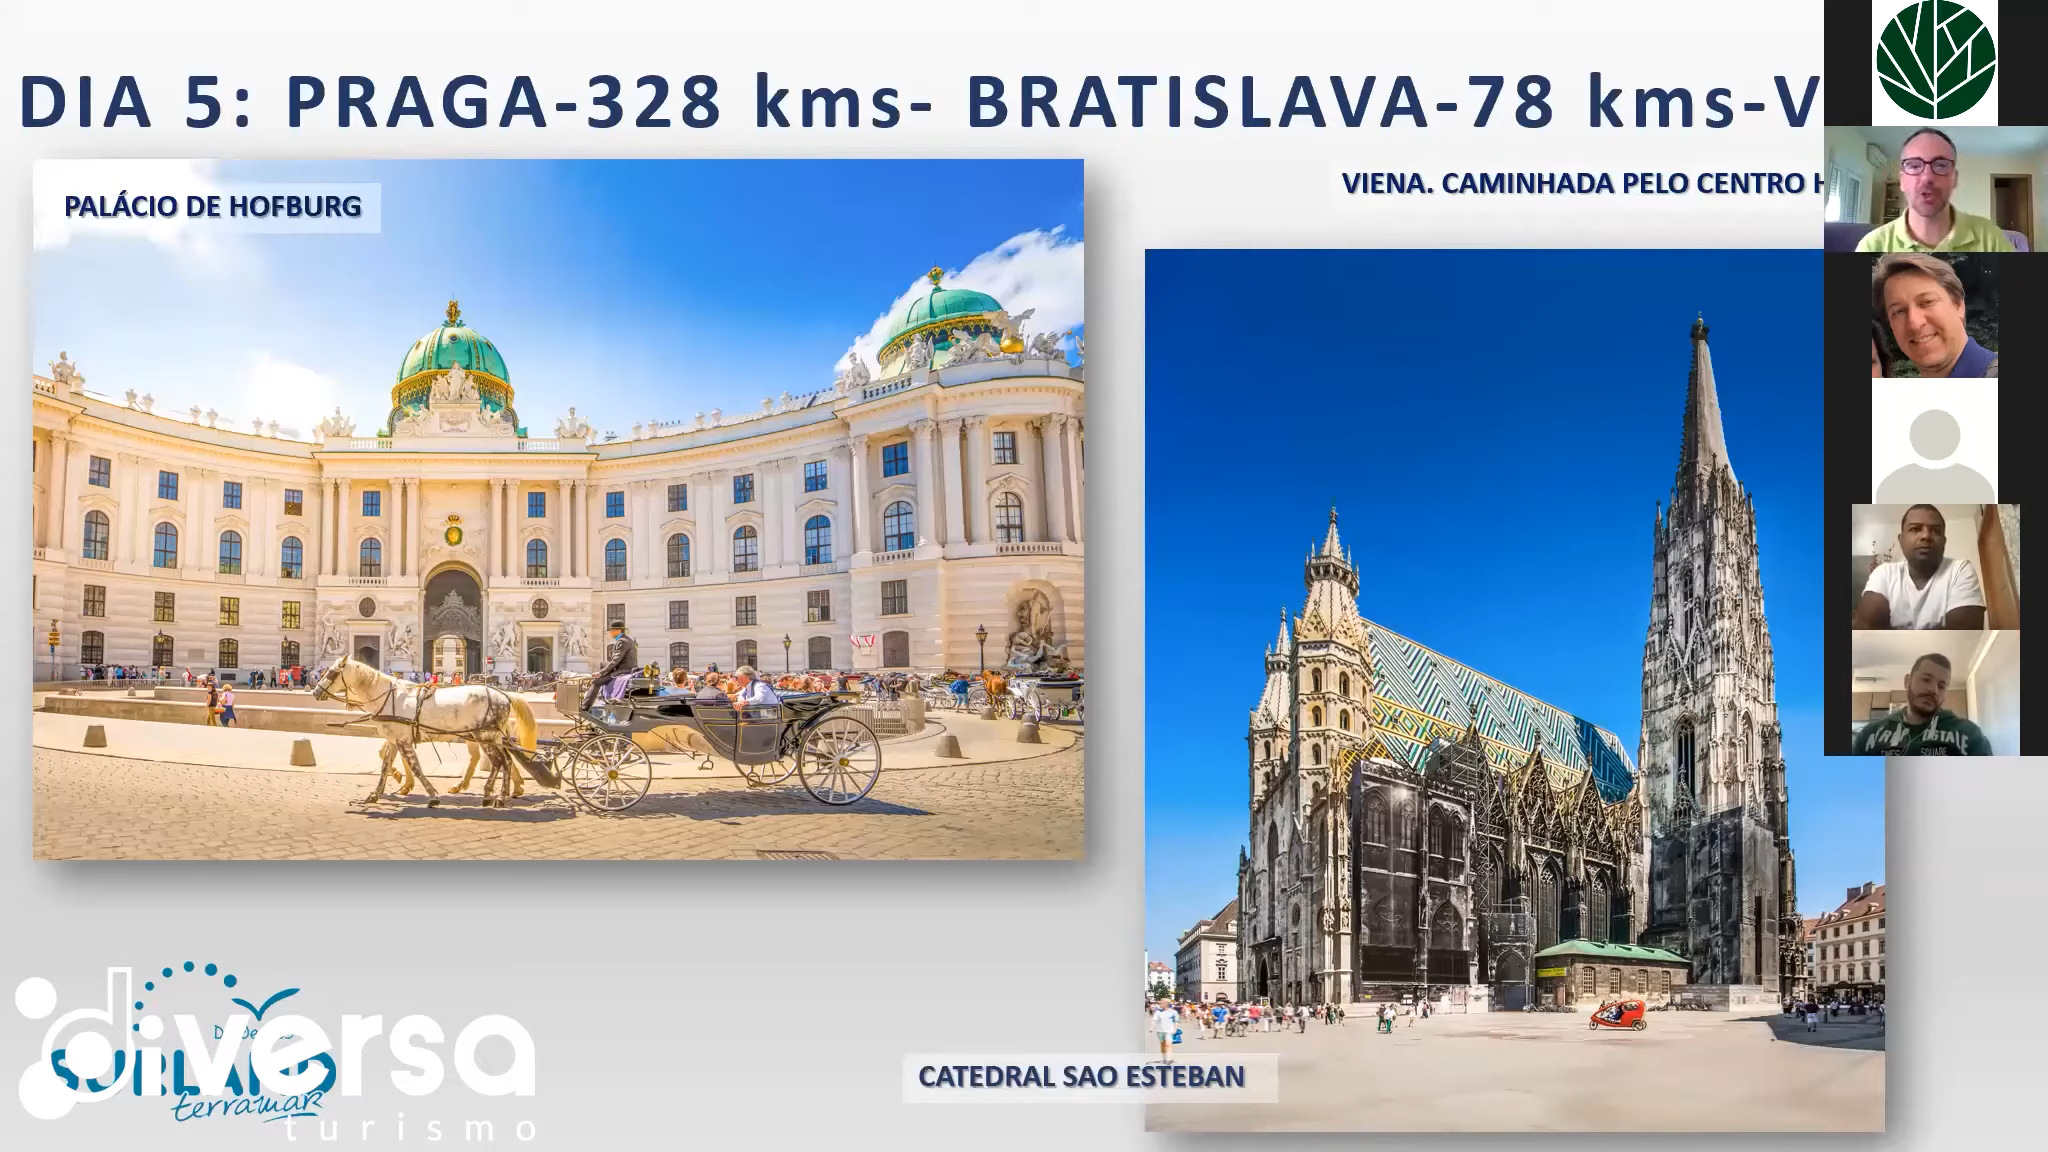 DIA 5: PRAGA-328 kms- BRATISLAVA-78 kms-V
PALÁCIO DE HOFBURG
VIENA. CAMINHADA PELO CENTRO H
CATEDRAL SAO ESTEBAN
diversa
turismo
terramar
SQUARE